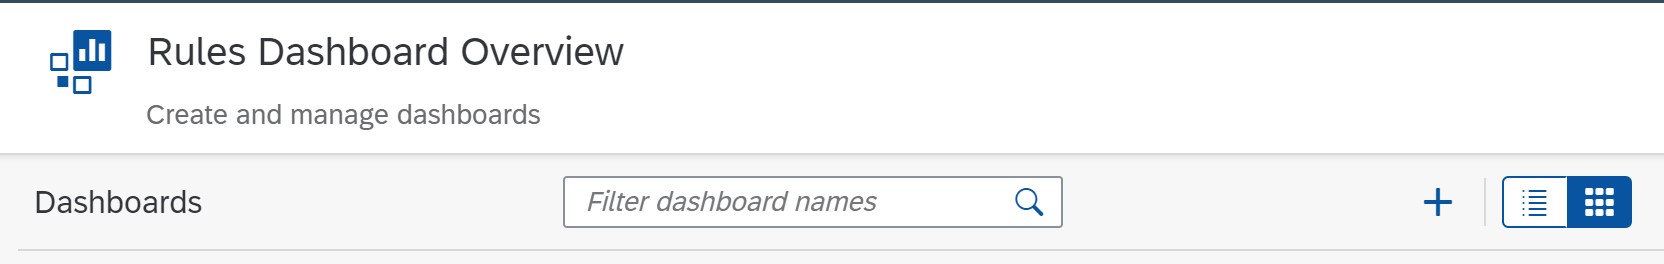 Rules Dashboard Overview
Create and manage dashboards
Dashboards
Filter dashboard names